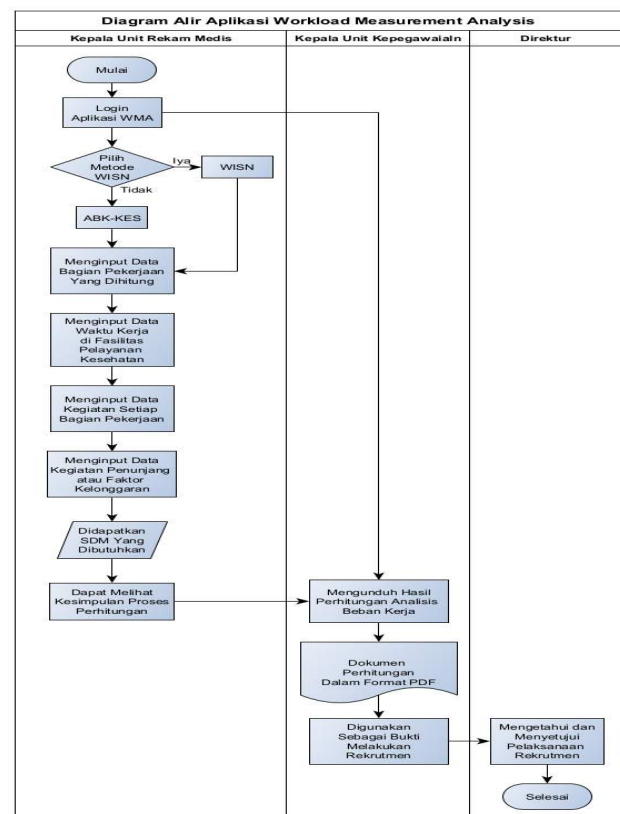 Diagram Alir Aplikasi Workload Measurement Analysis
Kepala Unit Rekam Medis
Kepala Unit Kepegawaialn
Direktur
Mulai
Login
Aplikasi WMA
Pilih
Metode
WISN
Iya
WISN
Tidak
ABK-KES
Menginput Data
Bagian Pekerjaan
Yang Dihitung
Menginput Data
Waktu Kerja
di Fasilitas
Pelayanan
Kesehatan
Menginput Data
Kegiatan Setiap
Bagian Pekerjaan
Menginput Data
Kegiatan Penunjang
atau Faktor
Kelonggaran
Didapatkan
SDM Yang
Dibutuhkan
Dapat Melihat
Kesimpulan Proses
Perhitungan
Mengunduh Hasil
Perhitungan Analisis
Beban Kerja
Dokumen
Perhitungan
Dalam Format PDF
Digunakan
Sebagai Bukti
Melakukan
Rekrutmen
Mengetahui dan
Menyetujui
Pelaksanaan
Rekrutmen
Selesai